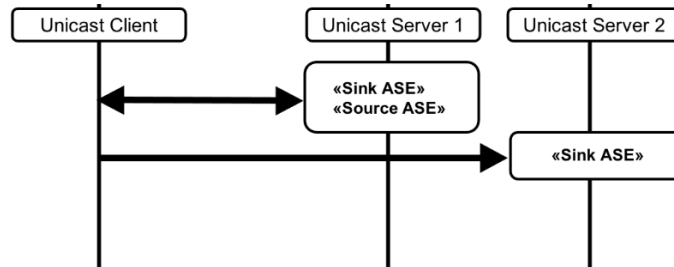 Unicast Client
Unicast Server 1
Unicast Server 2
«Sink ASE»
«Source ASE»
«Sink ASE»